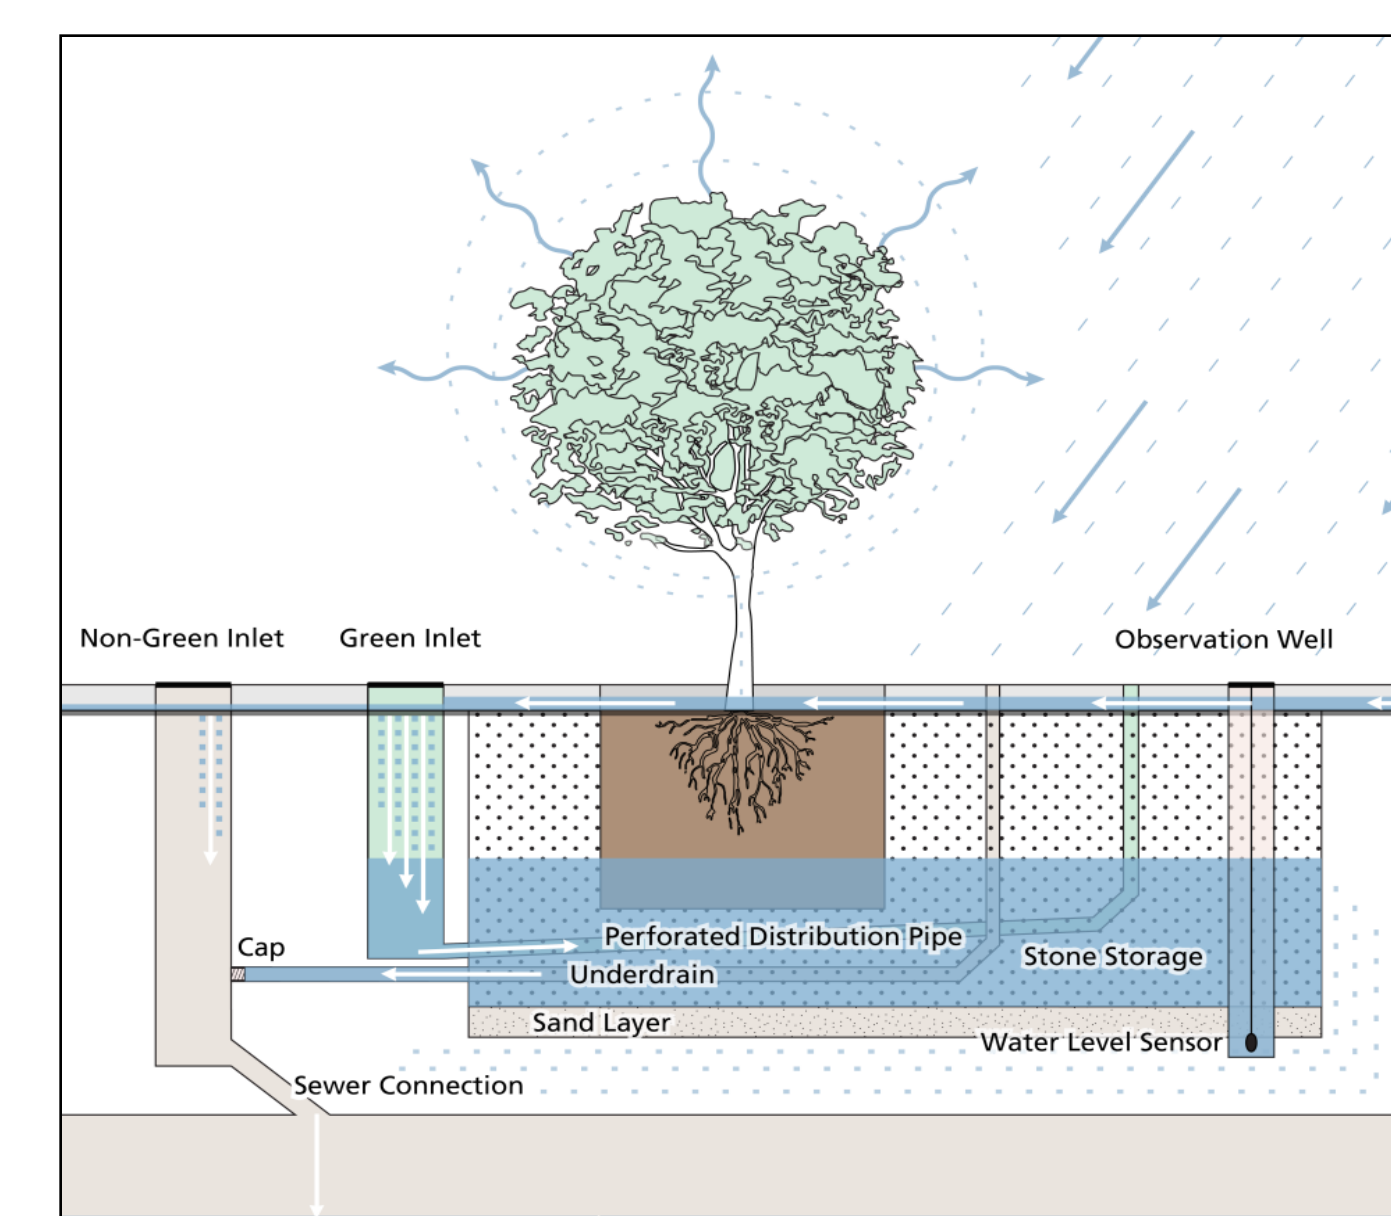 Non-Green Inlet
Green Inlet
Observation Well
Perforated Distribution Pipe
Cap
Stone Storage
Underdrain
Sand Layer
Water Level Sensor
Sewer Connection